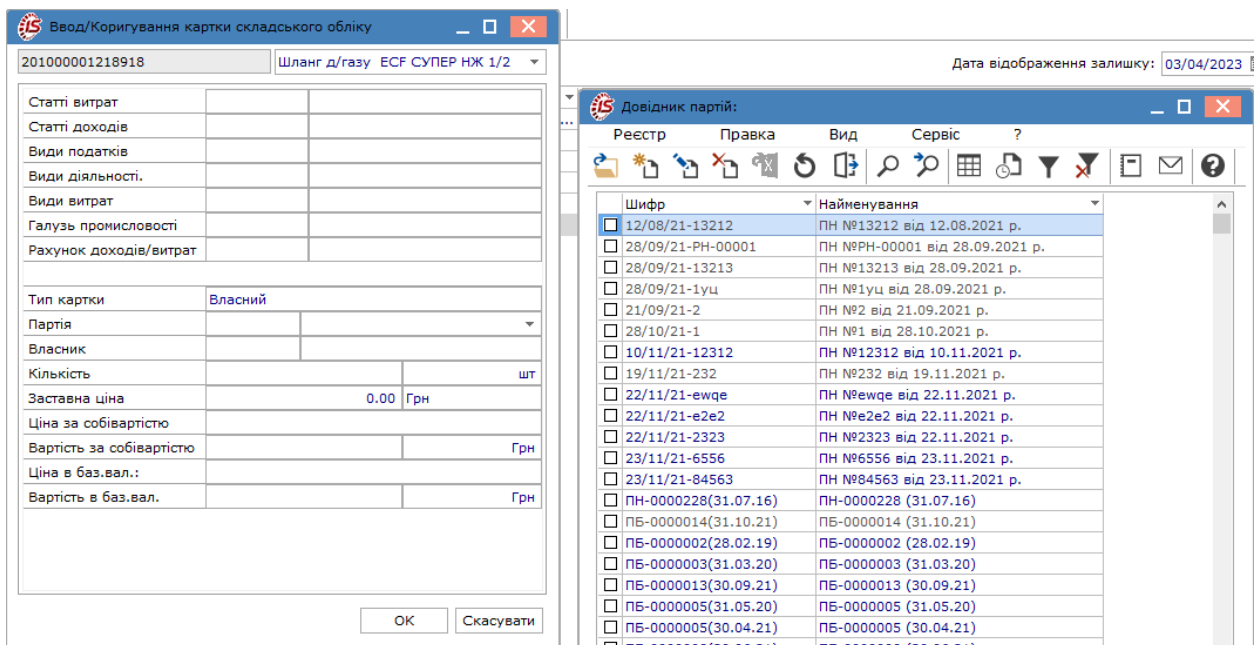 Ввод/Коригування картки складського обліку
201000001218918 Шланг д/газу ECF СУПЕР НЖ 1/2
Статті витрат
Статті доходів
Види податків
Види діяльності.
Види витрат
Галузь промисловості
Рахунок доходів/витрат
Тип картки Власний
Партія
Власник
Кількість шт
Заставна ціна 0.00 Грн
Ціна за собівартістю
Вартість за собівартістю Грн
Ціна в баз.вал.:
Вартість в баз.вал. Грн
OK Скасувати
Дата відображення залишку: 03/04/2023
Довідник партій:
Реєстр Правка Вид Сервіс ?
Шифр Найменування
12/08/21-13212 ПН №13212 від 12.08.2021 р.
28/09/21-РН-00001 ПН №РН-00001 від 28.09.2021 р.
28/09/21-13213 ПН №13213 від 28.09.2021 р.
28/09/21-1уц ПН №1уц від 28.09.2021 р.
21/09/21-2 ПН №2 від 21.09.2021 р.
28/10/21-1 ПН №1 від 28.10.2021 р.
10/11/21-12312 ПН №12312 від 10.11.2021 р.
19/11/21-232 ПН №232 від 19.11.2021 р.
22/11/21-ewqe ПН №ewqe від 22.11.2021 р.
22/11/21-e2e2 ПН №e2e2 від 22.11.2021 р.
22/11/21-2323 ПН №2323 від 22.11.2021 р.
23/11/21-6556 ПН №6556 від 23.11.2021 р.
23/11/21-84563 ПН №84563 від 23.11.2021 р.
ПН-0000228(31.07.16) ПН-0000228 (31.07.16)
ПБ-0000014(31.10.21) ПБ-0000014 (31.10.21)
ПБ-0000002(28.02.19) ПБ-0000002 (28.02.19)
ПБ-0000003(31.03.20) ПБ-0000003 (31.03.20)
ПБ-0000013(30.09.21) ПБ-0000013 (30.09.21)
ПБ-0000005(31.05.20) ПБ-0000005 (31.05.20)
ПБ-0000005(30.04.21) ПБ-0000005 (30.04.21)